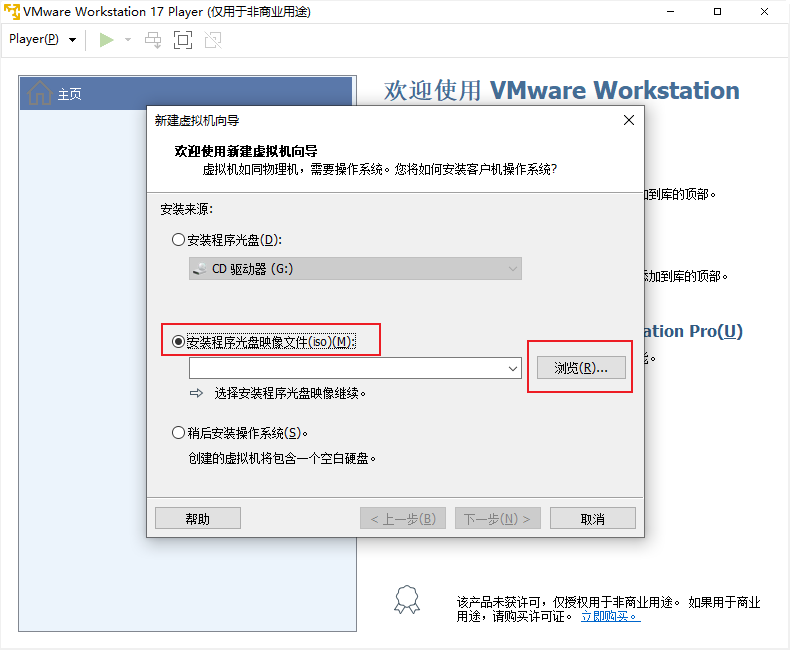 VMware Workstation 17 Player (仅用于非商业用途)
Player(P)
主页
欢迎使用 VMware Workstation
新建虚拟机向导
欢迎使用新建虚拟机向导
虚拟机如同物理机，需要操作系统。您将如何安装客户机操作系统?
到库的顶部。
安装来源:
安装程序光盘(D):
CD 驱动器 (G:)
加到库的顶部。
ation Pro(U)
安装程序光盘映像文件(iso)(M):
浏览(R)...
选择安装程序光盘映像继续。
稍后安装操作系统(S)。
创建的虚拟机将包含一个空白硬盘。
帮助
< 上一步(B)
下一步(N) >
取消
该产品未获许可，仅授权用于非商业用途。 如果用于商业
用途，请购买许可证。 立即购买。